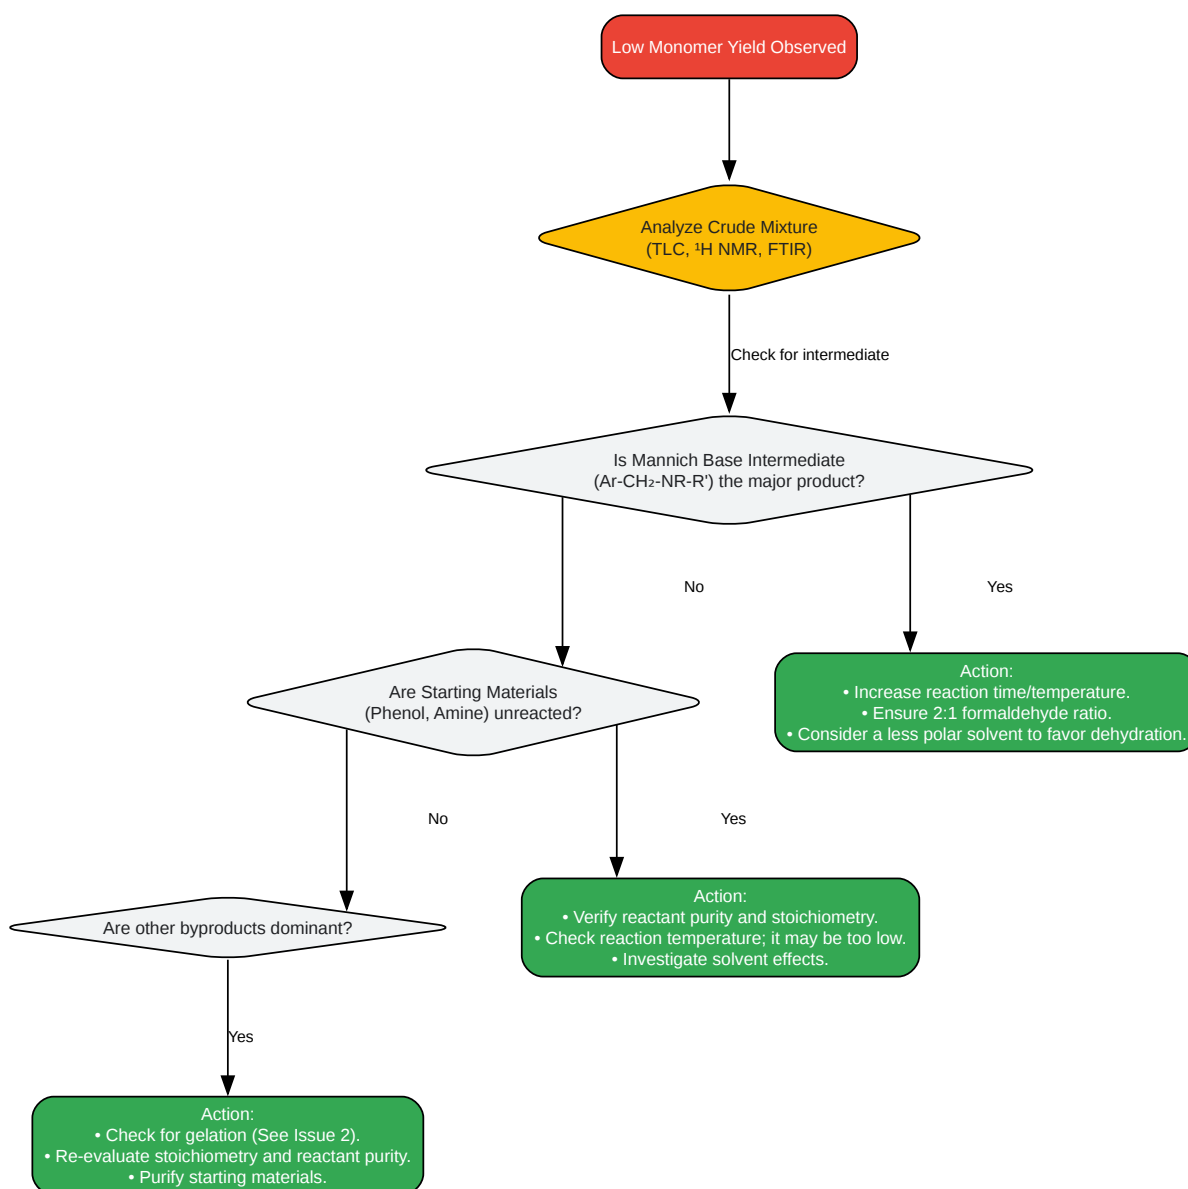 Low Monomer Yield Observed
Analyze Crude Mixture
(TLC, ¹H NMR, FTIR)
Check for intermediate
Is Mannich Base Intermediate
(Ar-CH₂-NR-R') the major product?
No
Yes
Action:
• Increase reaction time/temperature.
• Ensure 2:1 formaldehyde ratio.
• Consider a less polar solvent to favor dehydration.
Are Starting Materials
(Phenol, Amine) unreacted?
No
Yes
Action:
• Verify reactant purity and stoichiometry.
• Check reaction temperature; it may be too low.
• Investigate solvent effects.
Are other byproducts dominant?
Yes
Action:
• Check for gelation (See Issue 2).
• Re-evaluate stoichiometry and reactant purity.
• Purify starting materials.